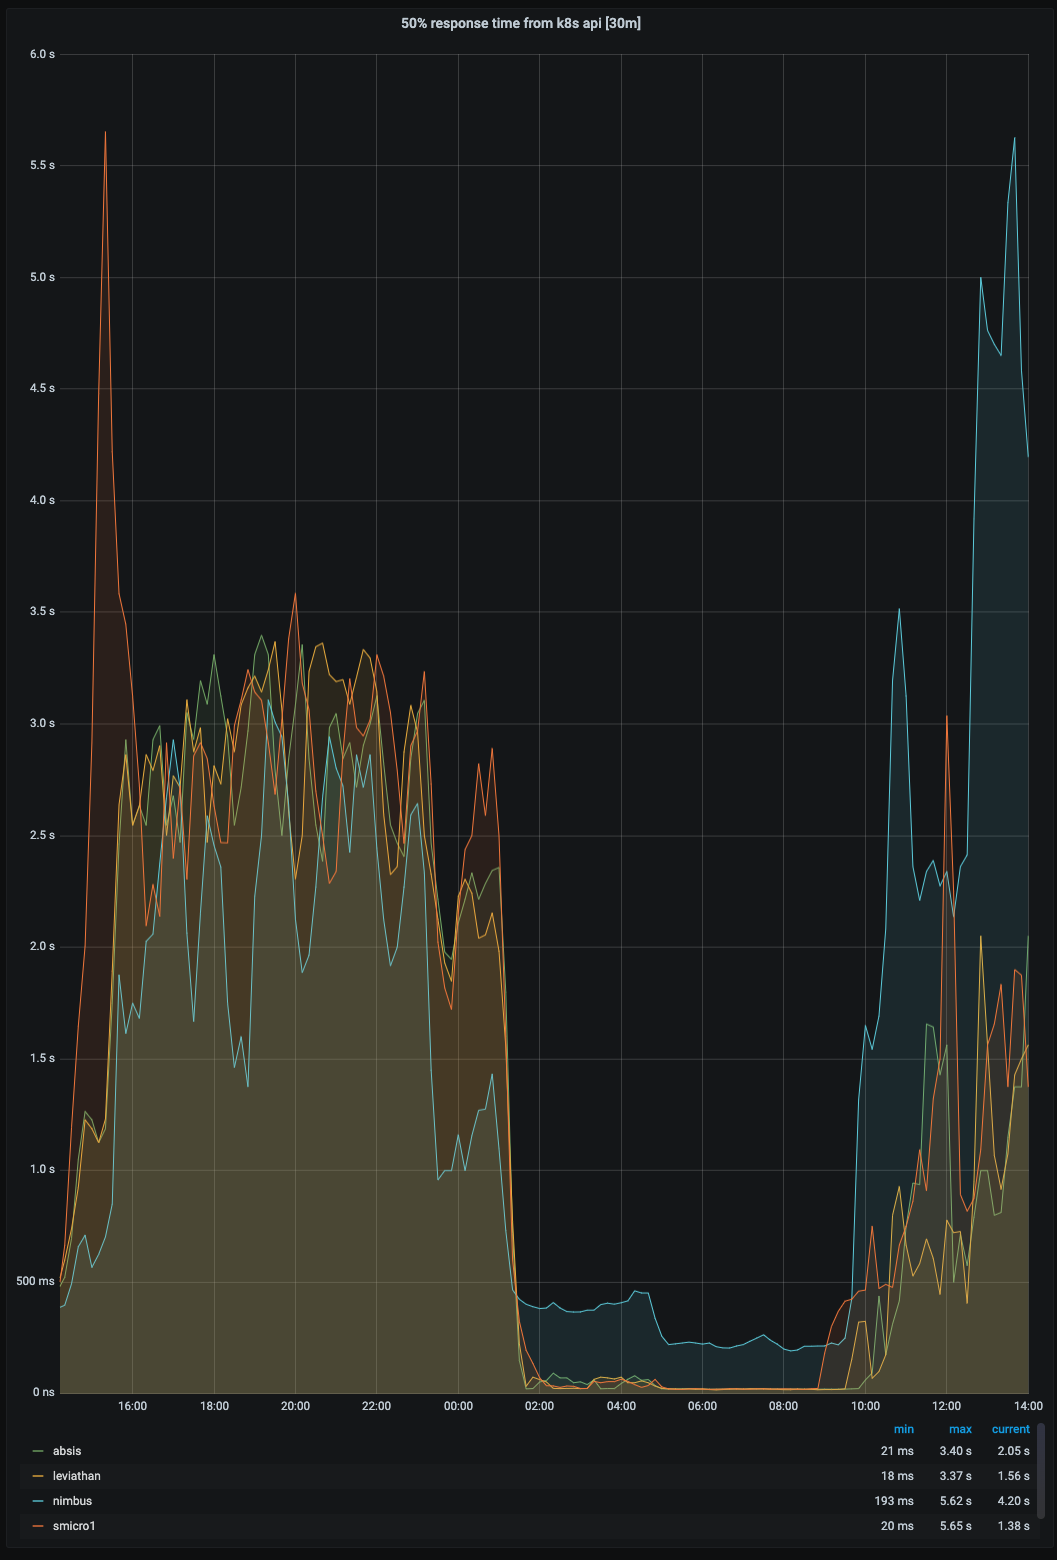 50% response time from k8s api [30m]
6.0 s
5.5 s
5.0 s
4.5 s
4.0 s
3.5 s
3.0 s
2.5 s
2.0 s
1.5 s
1.0 s
500 ms
0 ns
16:00 18:00 20:00 22:00 00:00 02:00 04:00 06:00 08:00 10:00 12:00 14:00
min max current
absis 21 ms 3.40 s 2.05 s
leviathan 18 ms 3.37 s 1.56 s
nimbus 193 ms 5.62 s 4.20 s
smicro1 20 ms 5.65 s 1.38 s